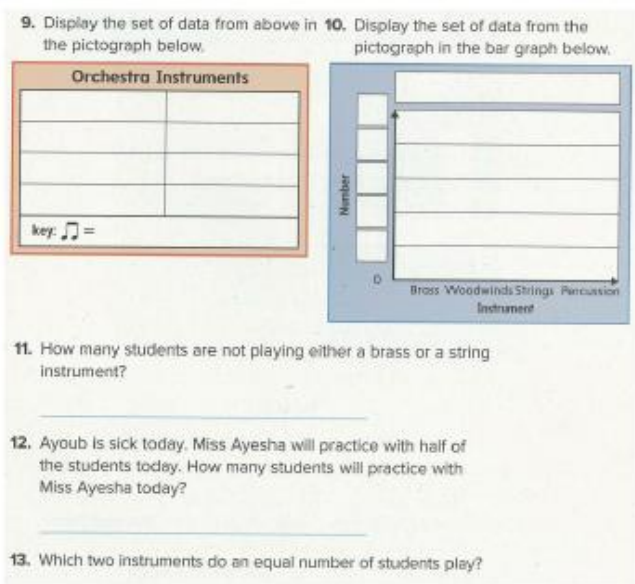 9. Display the set of data from above in
the pictograph below.
Orchestra Instruments
key: ♫ =
10. Display the set of data from the
pictograph in the bar graph below.
Number
0
Brass Woodwinds Strings Percussion
Instrument
11. How many students are not playing either a brass or a string
instrument?
12. Ayoub is sick today. Miss Ayesha will practice with half of
the students today. How many students will practice with
Miss Ayesha today?
13. Which two instruments do an equal number of students play?